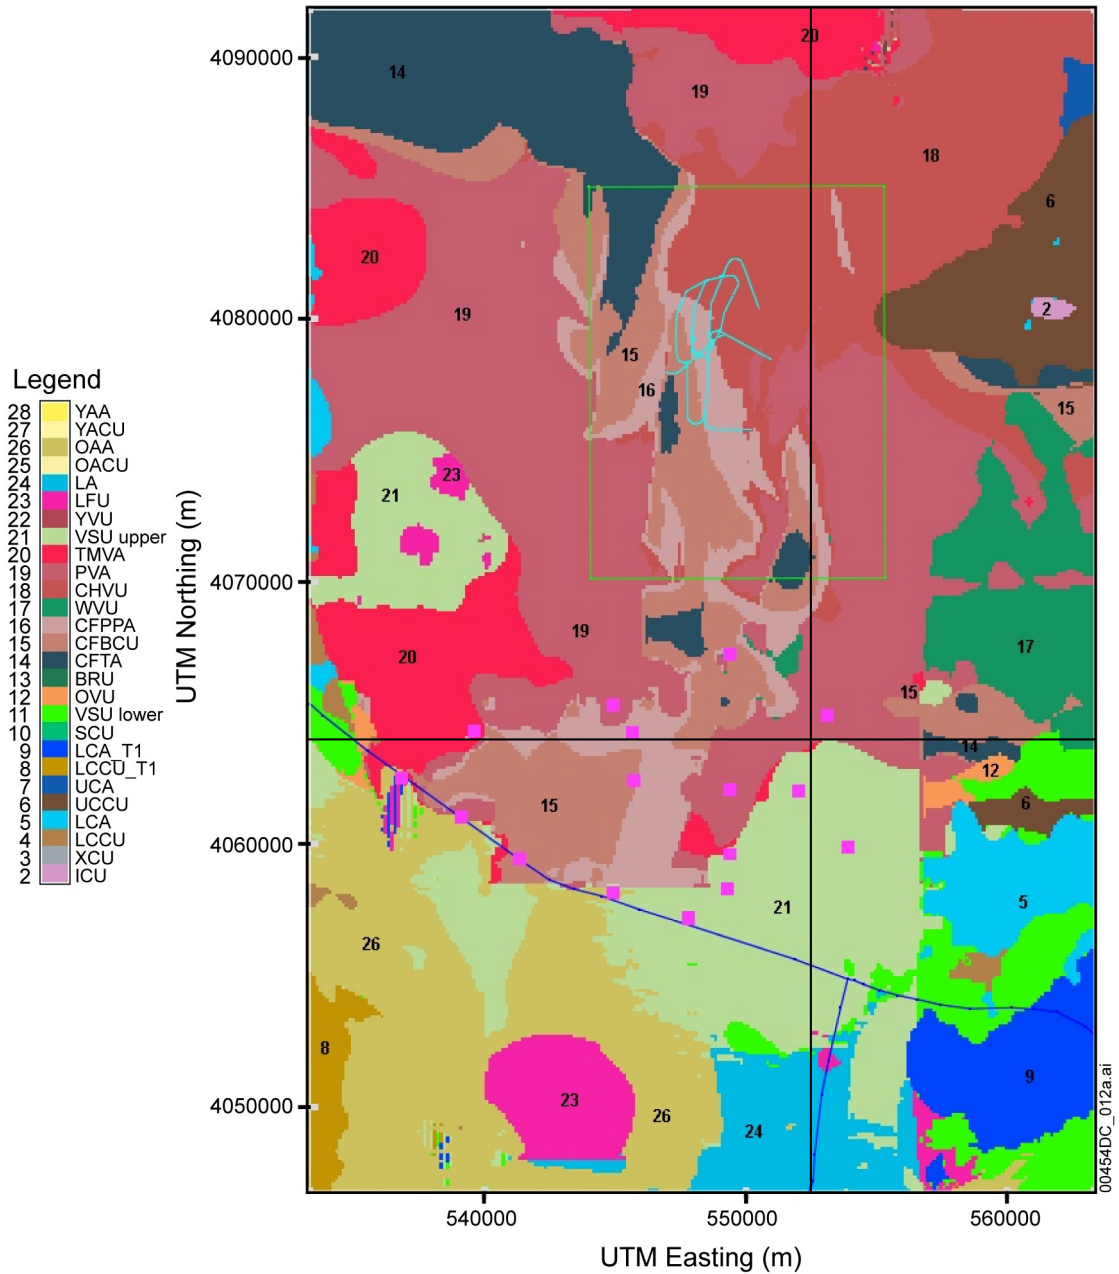 20
4090000
14
19
18
6
20
4080000
19
2
15
16
15
Legend
28 YAA
27 YACU
26 OAA
25 OACU
24 LA
23 LFU
22 YVU
21 VSU upper
20 TMVA
19 PVA
18 CHVU
17 WVU
16 CFPPA
15 CFBCU
14 CFTA
13 BRU
12 OVU
11 VSU lower
10 SCU
9 LCA_T1
8 LCCU_T1
7 UCA
6 UCCU
5 LCA
4 LCCU
3 XCU
2 ICU
UTM Northing (m)
23
21
4070000
19
17
20
15
14
12
15
6
4060000
5
21
26
8
9
4050000
23
26
24
00454DC_012a.ai
540000
550000
560000
UTM Easting (m)